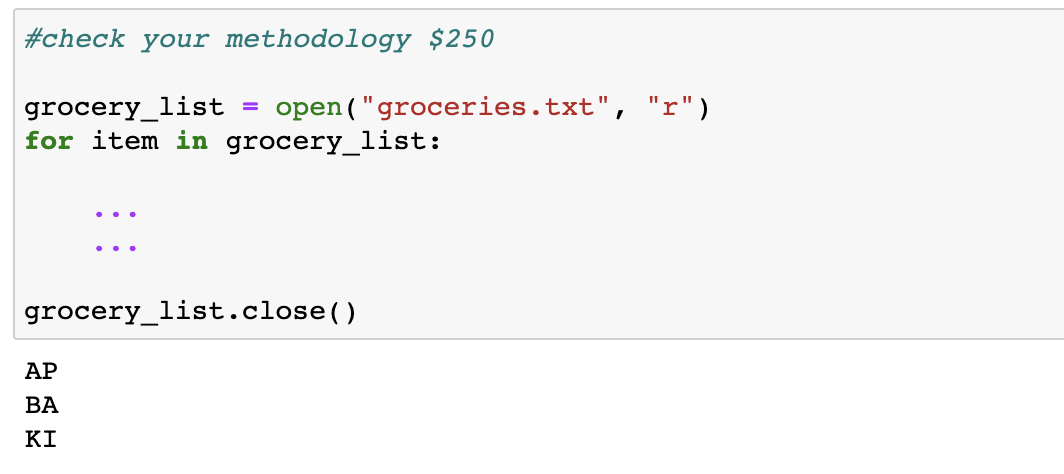 #check your methodology $250
grocery_list = open("groceries.txt", "r")
for item in grocery_list:
    ...
    ...
grocery_list.close()
AP
BA
KI